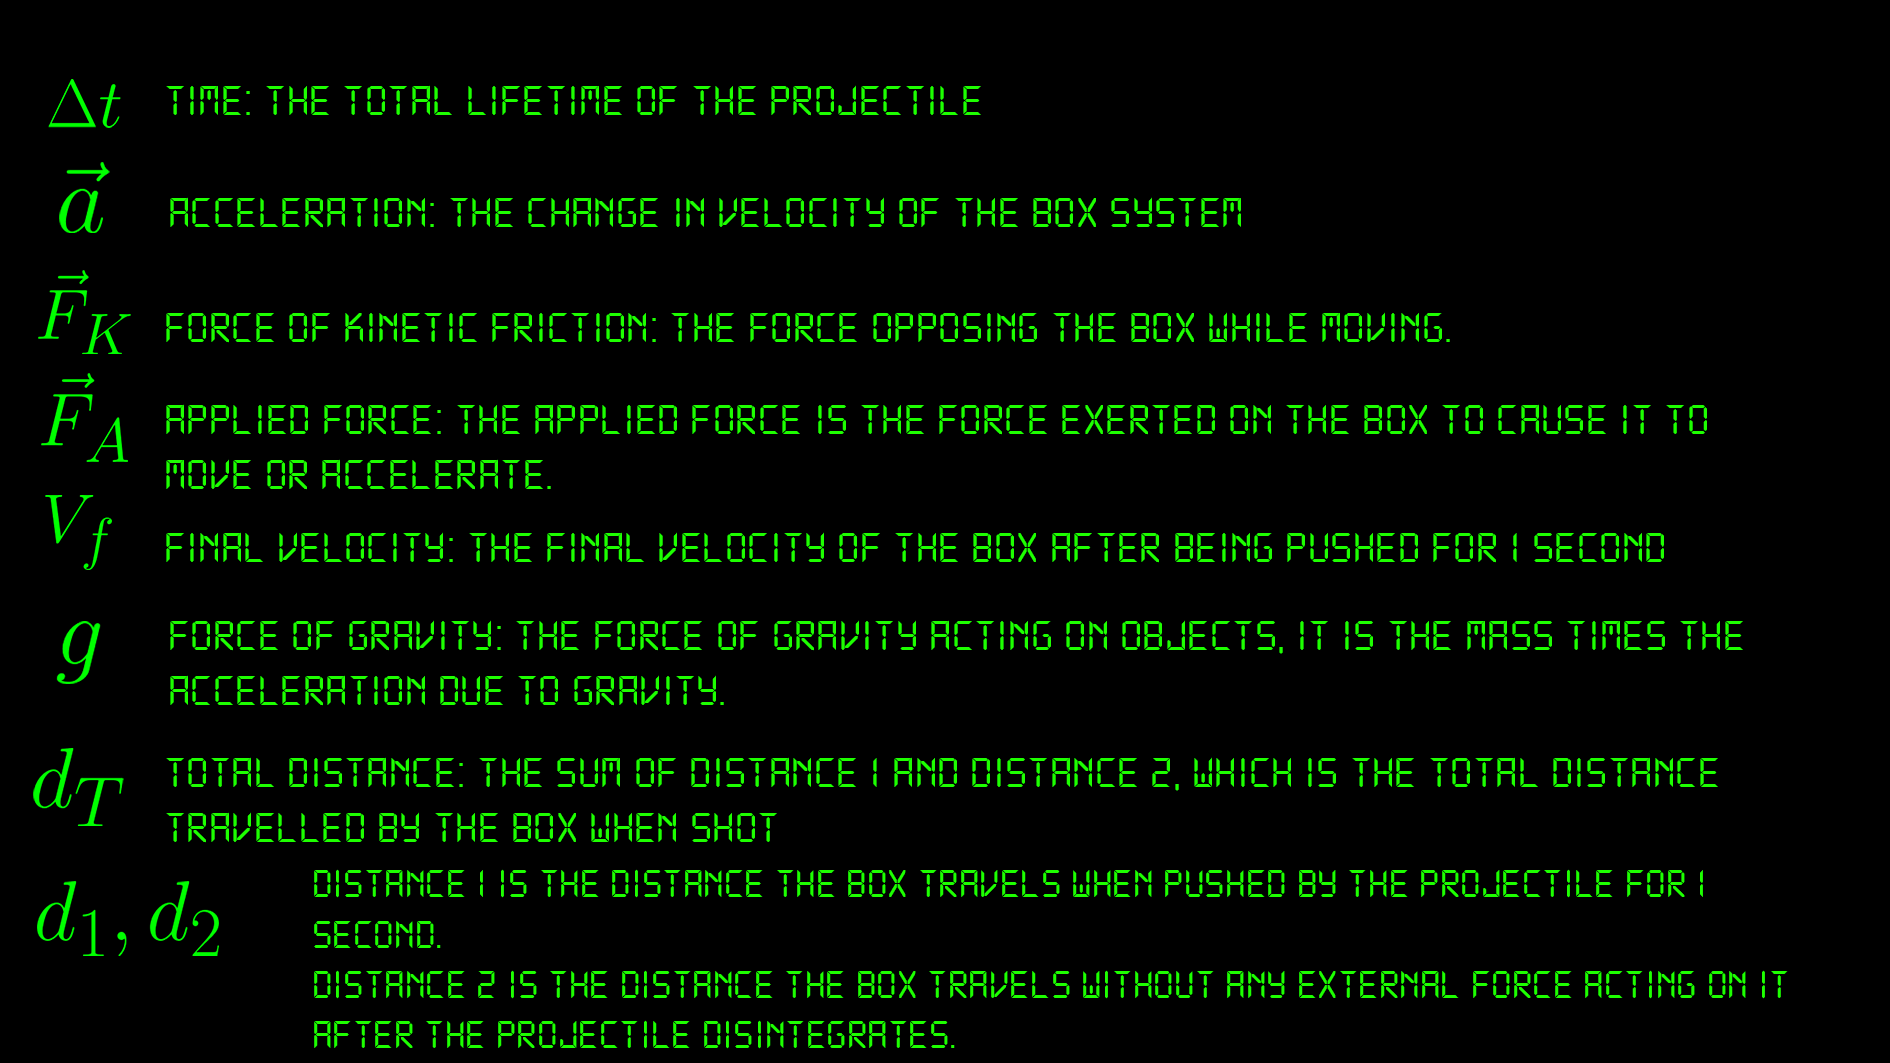 Δt TIME: THE TOTAL LIFETIME OF THE PROJECTILE
a⃗ ACCELERATION: THE CHANGE IN VELOCITY OF THE BOX SYSTEM
F⃗_K FORCE OF KINETIC FRICTION: THE FORCE OPPOSING THE BOX WHILE MOVING.
F⃗_A APPLIED FORCE: THE APPLIED FORCE IS THE FORCE EXERTED ON THE BOX TO CAUSE IT TO
MOVE OR ACCELERATE.
V_f FINAL VELOCITY: THE FINAL VELOCITY OF THE BOX AFTER BEING PUSHED FOR 1 SECOND
g FORCE OF GRAVITY: THE FORCE OF GRAVITY ACTING ON OBJECTS, IT IS THE MASS TIMES THE
ACCELERATION DUE TO GRAVITY.
d_T TOTAL DISTANCE: THE SUM OF DISTANCE 1 AND DISTANCE 2, WHICH IS THE TOTAL DISTANCE
TRAVELLED BY THE BOX WHEN SHOT
d_1, d_2 DISTANCE 1 IS THE DISTANCE THE BOX TRAVELS WHEN PUSHED BY THE PROJECTILE FOR 1
SECOND.
DISTANCE 2 IS THE DISTANCE THE BOX TRAVELS WITHOUT ANY EXTERNAL FORCE ACTING ON IT
AFTER THE PROJECTILE DISINTEGRATES.